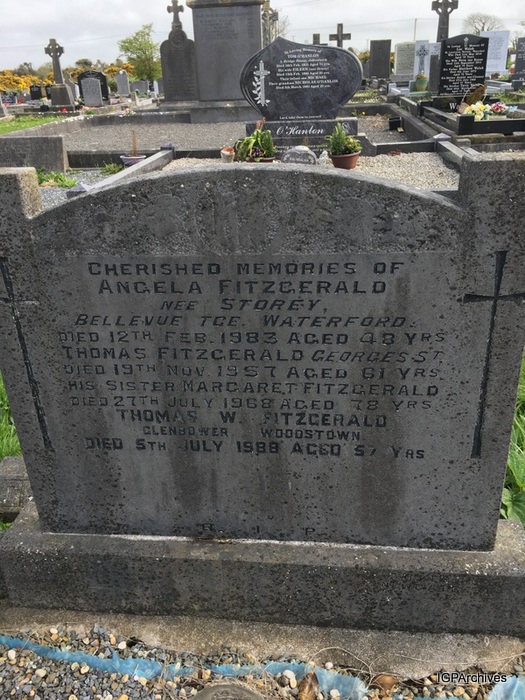 CHERISHED MEMORIES OF
ANGELA FITZGERALD
NEE STOREY,
BELLEVUE TCE. WATERFORD.
DIED 12TH FEB. 1983 AGED 48 YRS
THOMAS FITZGERALD GEORGES ST.
DIED 19TH NOV. 1957 AGED 61 YRS
HIS SISTER MARGARET FITZGERALD
DIED 27TH JULY 1968 AGED 78 YRS
THOMAS W. FITZGERALD
GLENBOWER WOODSTOWN
DIED 5TH JULY 1988 AGED 57 YRS
R. I. P.
O'Hanlon
IGPArchives